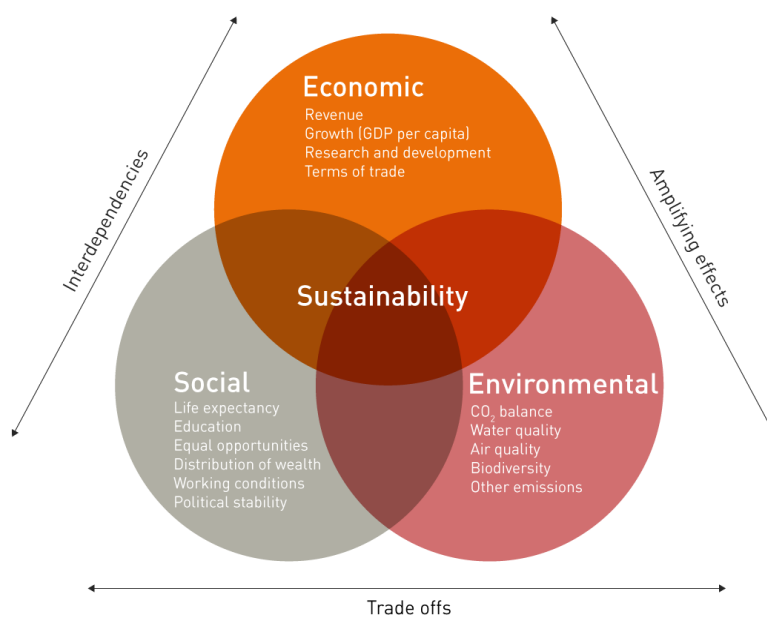 Economic
Revenue
Growth (GDP per capita)
Research and development
Terms of trade
Interdependencies
Amplifying effects
Sustainability
Social
Life expectancy
Education
Equal opportunities
Distribution of wealth
Working conditions
Political stability
Environmental
CO₂ balance
Water quality
Air quality
Biodiversity
Other emissions
Trade offs